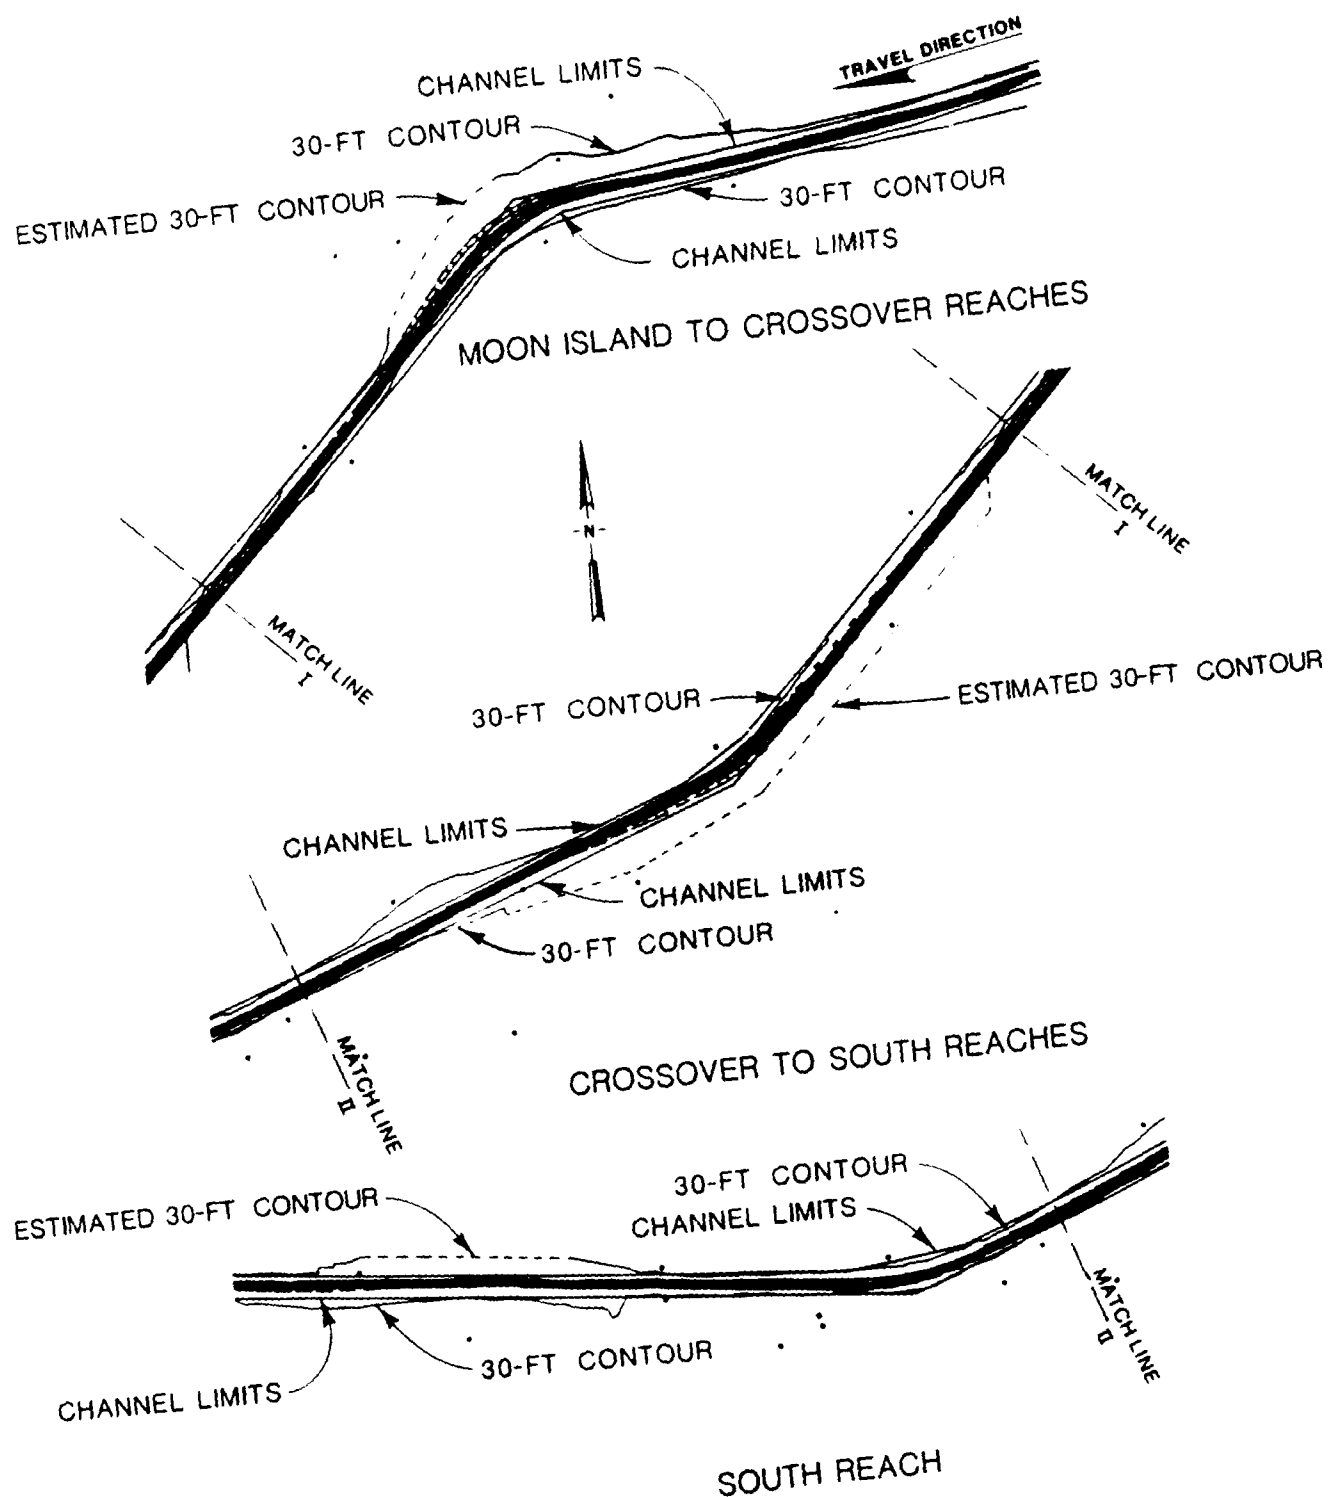 TRAVEL DIRECTION
CHANNEL LIMITS
30-FT CONTOUR
ESTIMATED 30-FT CONTOUR
30-FT CONTOUR
CHANNEL LIMITS
MOON ISLAND TO CROSSOVER REACHES
MATCH LINE
I
N
MATCH LINE
I
30-FT CONTOUR
ESTIMATED 30-FT CONTOUR
CHANNEL LIMITS
CHANNEL LIMITS
30-FT CONTOUR
MATCH LINE
II
CROSSOVER TO SOUTH REACHES
30-FT CONTOUR
ESTIMATED 30-FT CONTOUR
CHANNEL LIMITS
MATCH LINE
II
30-FT CONTOUR
CHANNEL LIMITS
SOUTH REACH